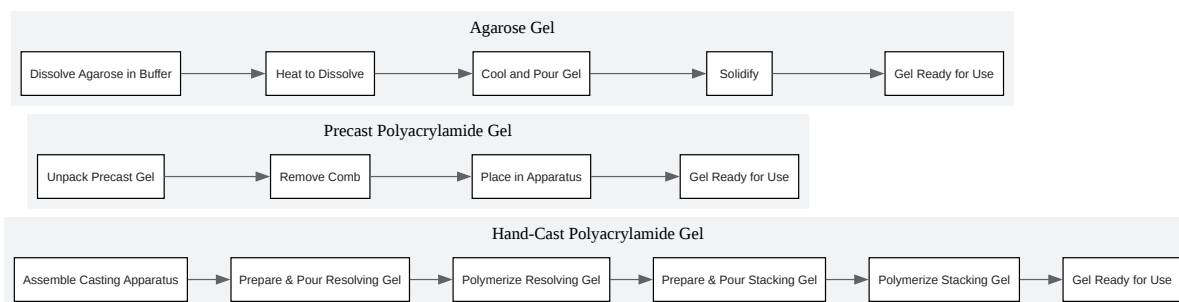 Agarose Gel
Dissolve Agarose in Buffer
Heat to Dissolve
Cool and Pour Gel
Solidify
Gel Ready for Use
Precast Polyacrylamide Gel
Unpack Precast Gel
Remove Comb
Place in Apparatus
Gel Ready for Use
Hand-Cast Polyacrylamide Gel
Assemble Casting Apparatus
Prepare & Pour Resolving Gel
Polymerize Resolving Gel
Prepare & Pour Stacking Gel
Polymerize Stacking Gel
Gel Ready for Use